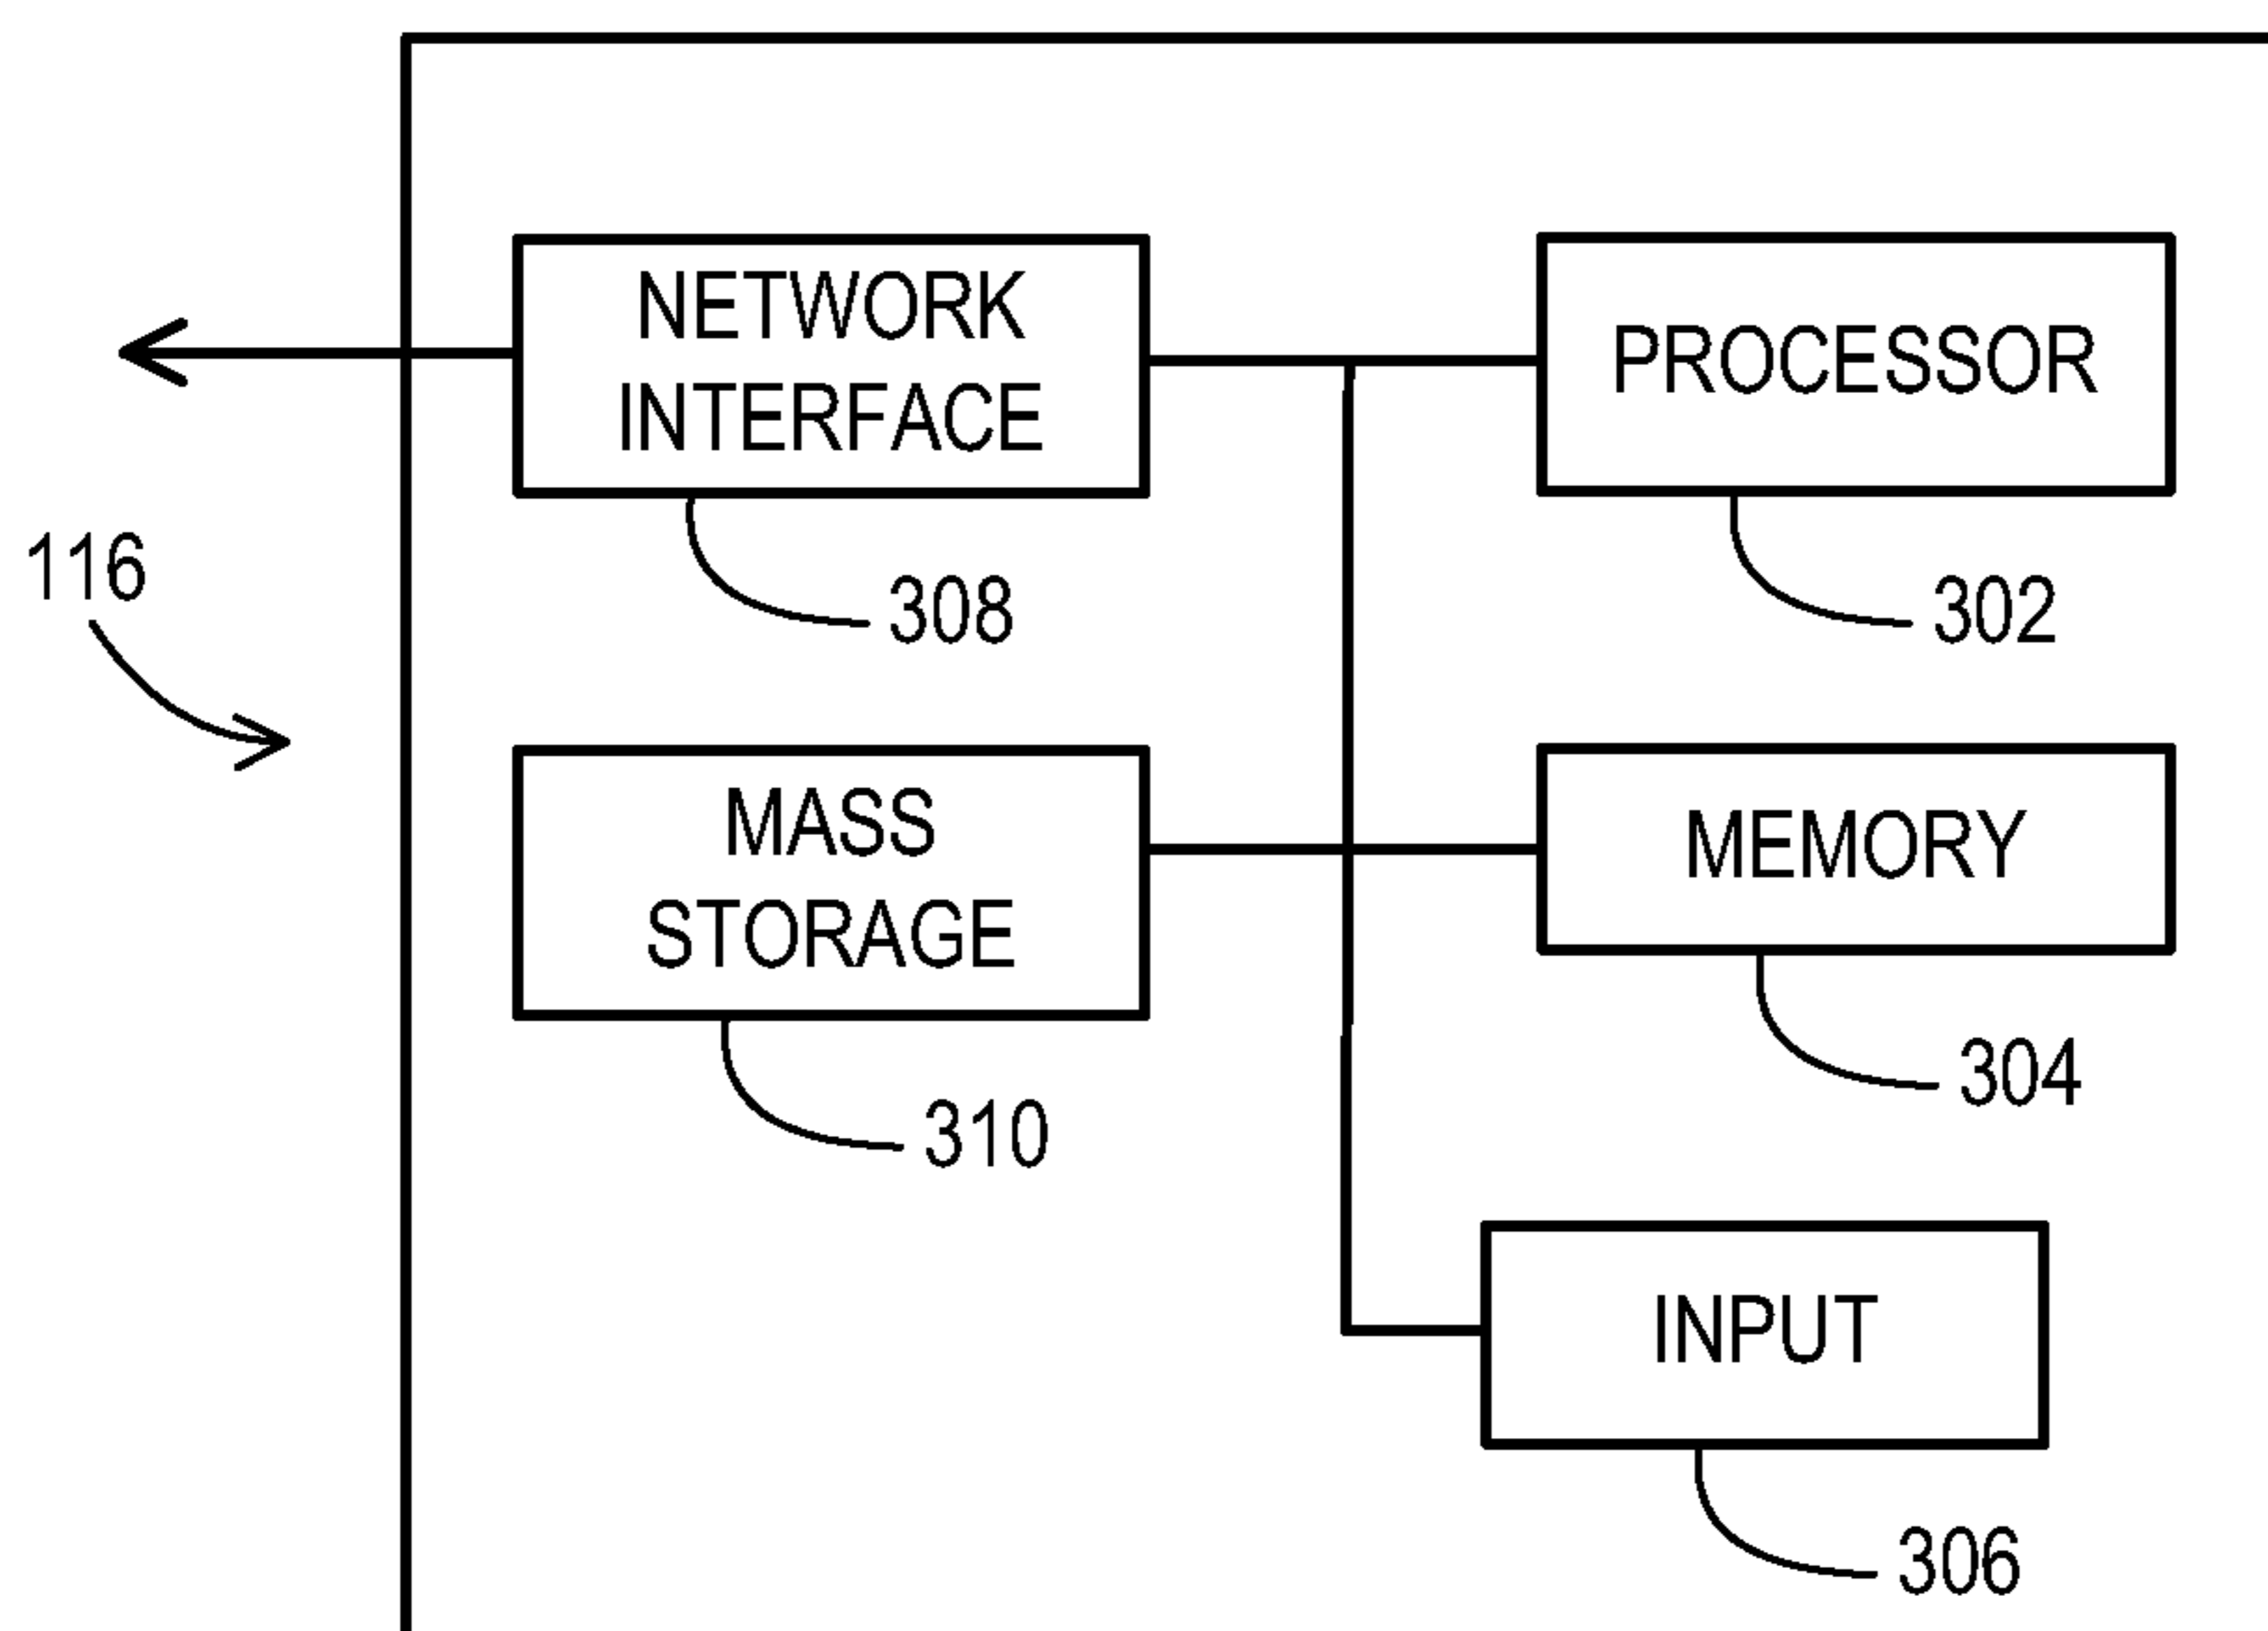 NETWORK
INTERFACE
PROCESSOR
116
308
302
MASS
STORAGE
MEMORY
304
310
INPUT
306